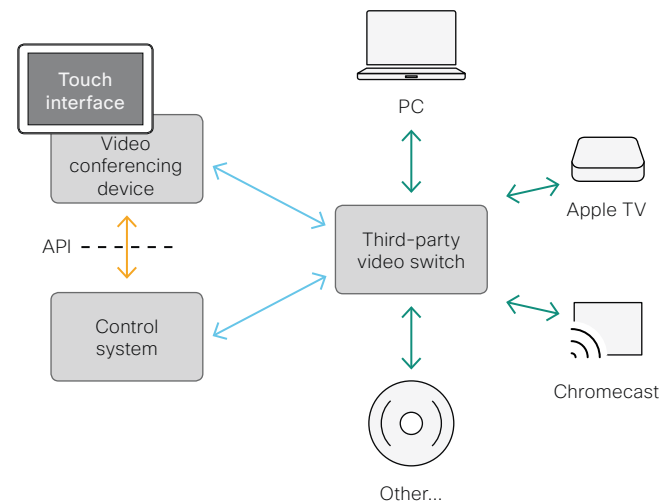 Touch
interface
Video
conferencing
device
API
Control
system
PC
Third-party
video switch
Apple TV
Chromecast
Other...